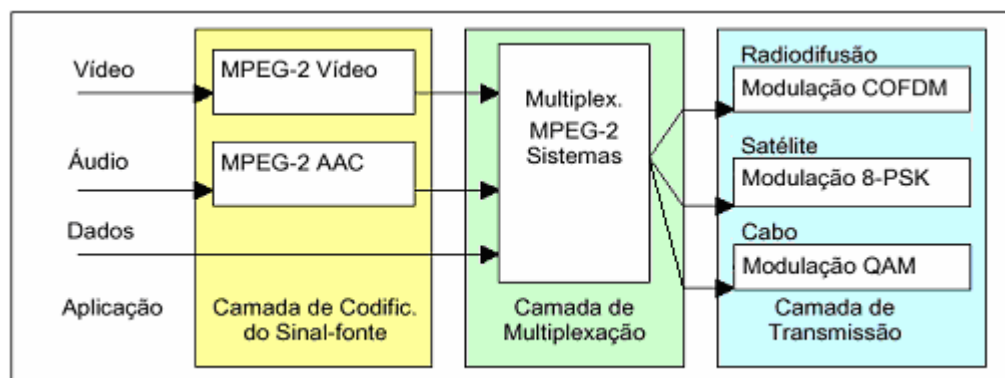 Vídeo
MPEG-2 Vídeo
Áudio
MPEG-2 AAC
Dados
Aplicação
Camada de Codific.
do Sinal-fonte
Multiplex.
MPEG-2
Sistemas
Camada de
Multiplexação
Radiodifusão
Modulação COFDM
Satélite
Modulação 8-PSK
Cabo
Modulação QAM
Camada de
Transmissão